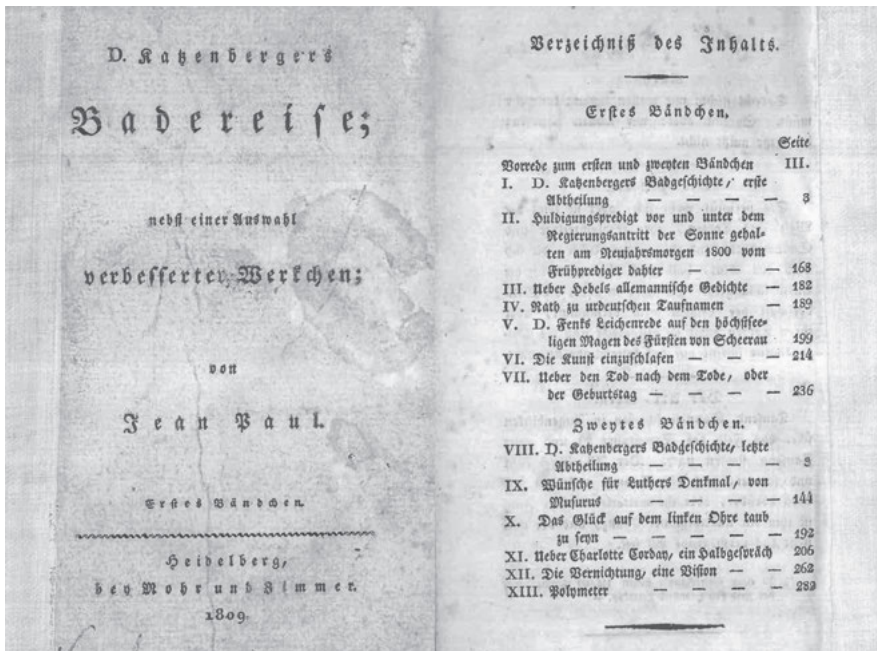 D. Katzenbergers
Badereise;
nebst einer Auswahl
verbesserter Werkchen;
von
Jean Paul.
Erstes Bändchen.
Heidelberg,
bey Mohr und Zimmer.
1809.
Verzeichniß des Inhalts.
Erstes Bändchen.
Seite
Vorrede zum ersten und zweyten Bändchen III.
I. D. Katzenbergers Badgeschichte, erste
Abtheilung — — — — 3
II. Huldigungspredigt vor und unter dem
Regierungsantritt der Sonne gehal-
ten am Neujahrsmorgen 1800 vom
Frühprediger dahier — — — 168
III. Ueber Hebels allemannische Gedichte — 182
IV. Rath zu urdeutschen Taufnamen — 189
V. D. Fenks Leichenrede auf den höchstsee-
ligen Magen des Fürsten von Scheerau 199
VI. Die Kunst einzuschlafen — — — 214
VII. Ueber den Tod nach dem Tode, oder
der Geburtstag — — — — 236
Zweytes Bändchen.
VIII. D. Katzenbergers Badgeschichte, letzte
Abtheilung — — — — 3
IX. Wünsche für Luthers Denkmal, von
Musurus — — — — 144
X. Das Glück auf dem linken Ohre taub
zu seyn — — — — — 192
XI. Ueber Charlotte Corday, ein Halbgespräch 206
XII. Die Vernichtung, eine Vision — — 262
XIII. Polymeter — — — — 282